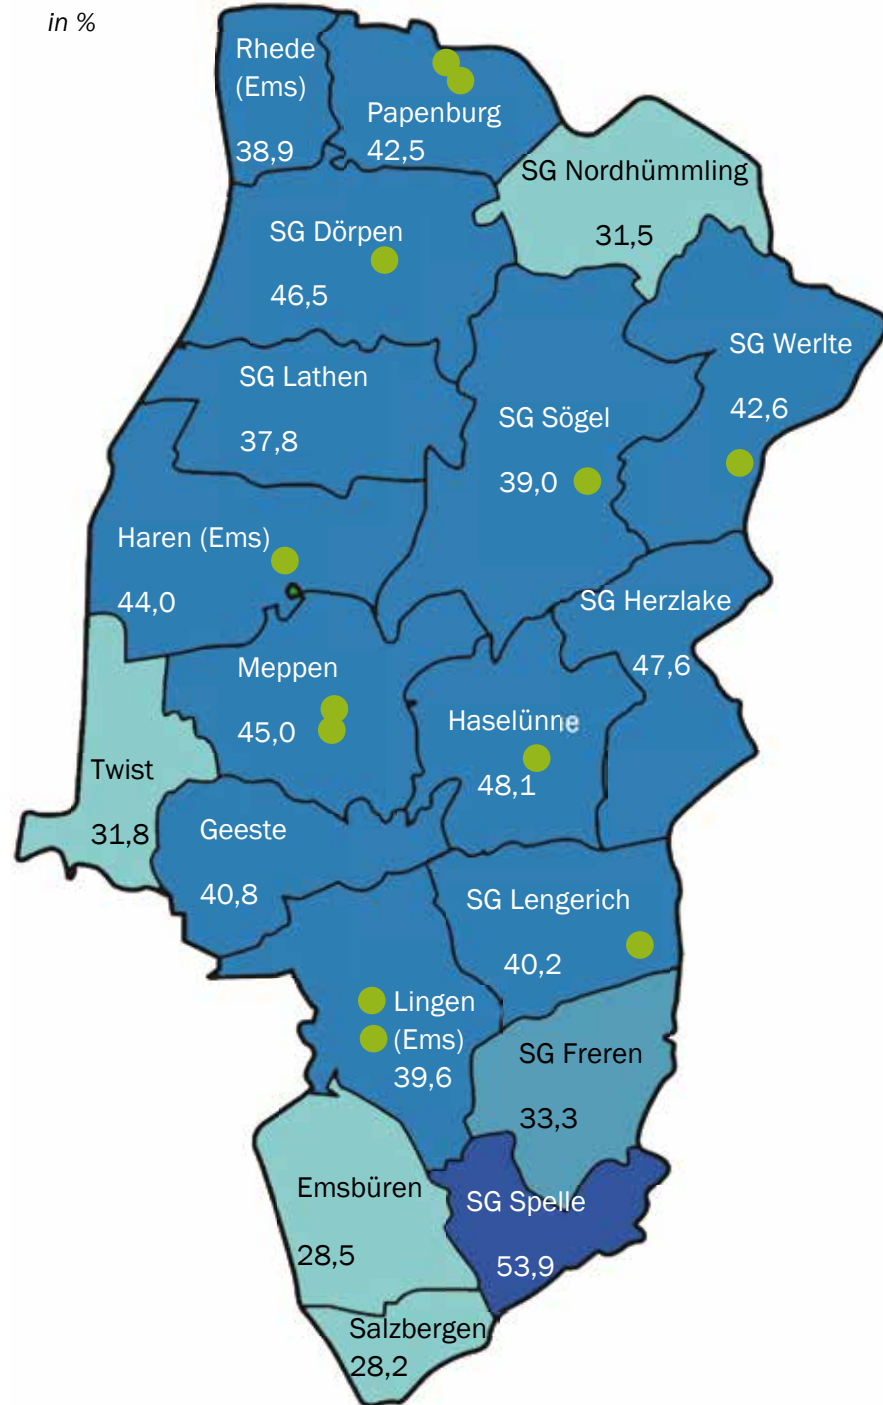 in %
Rhede
(Ems)
38,9
Papenburg
42,5
SG Nordhümmling
31,5
SG Dörpen
46,5
SG Werlte
42,6
SG Lathen
37,8
SG Sögel
39,0
Haren (Ems)
44,0
SG Herzlake
47,6
Meppen
45,0
Haselünne
48,1
Twist
31,8
Geeste
40,8
SG Lengerich
40,2
Lingen
(Ems)
39,6
SG Freren
33,3
Emsbüren
28,5
SG Spelle
53,9
Salzbergen
28,2